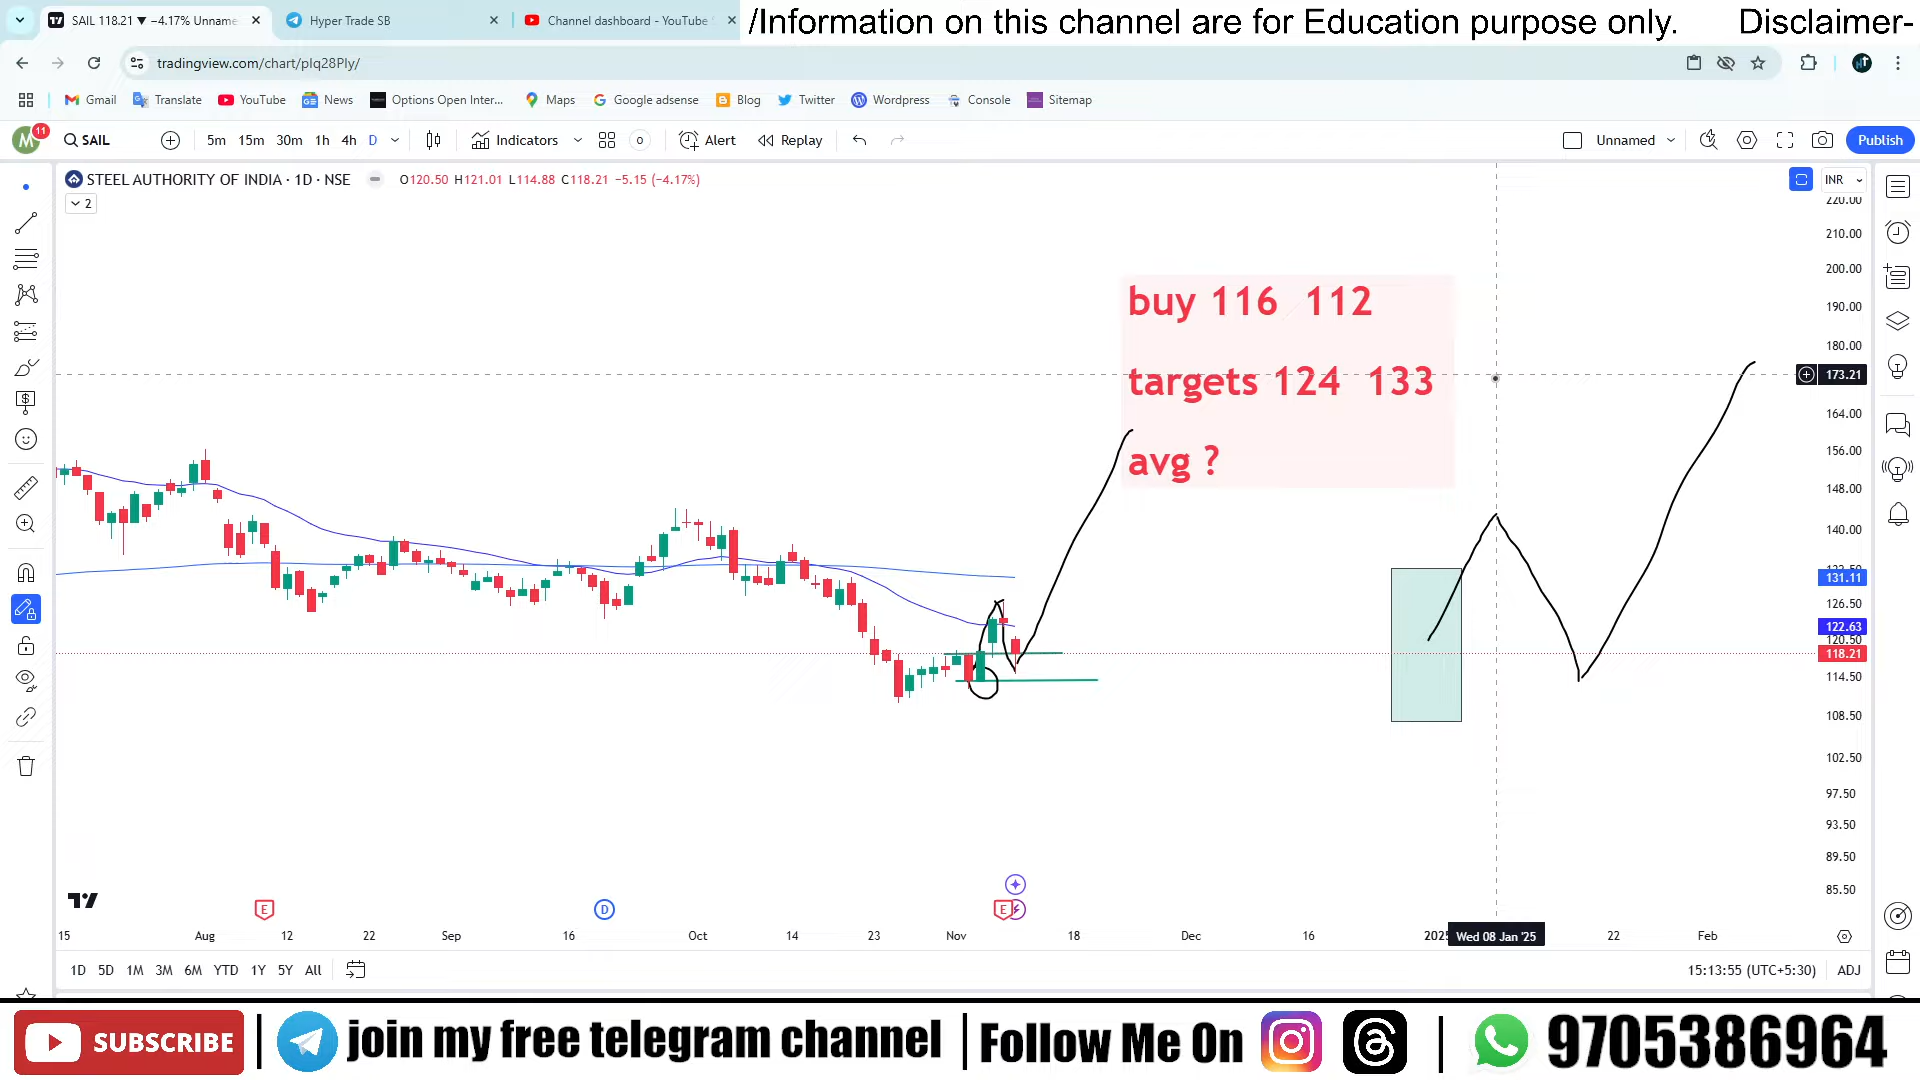 SAIL 118.21 ▼ −4.17% Unname
Hyper Trade SB
Channel dashboard - YouTube
/Information on this channel are for Education purpose only. Disclaimer-
tradingview.com/chart/pIq28Ply/
Gmail Translate YouTube News Options Open Inter... Maps Google adsense Blog Twitter Wordpress Console Sitemap
M 11 SAIL 5m 15m 30m 1h 4h D Indicators Alert Replay Unnamed Publish
STEEL AUTHORITY OF INDIA · 1D · NSE O120.50 H121.01 L114.88 C118.21 −5.15 (−4.17%) INR
2
220.00
210.00
200.00
190.00
180.00
173.21
164.00
156.00
148.00
140.00
131.11
126.50
122.63
120.50
118.21
114.50
108.50
102.50
97.50
93.50
89.50
85.50
buy 116 112
targets 124 133
avg ?
E D E
15 Aug 12 22 Sep 16 Oct 14 23 Nov 18 Dec 16 2025 Wed 08 Jan '25 22 Feb
1D 5D 1M 3M 6M YTD 1Y 5Y All 15:13:55 (UTC+5:30) ADJ
SUBSCRIBE | join my free telegram channel | Follow Me On | 9705386964